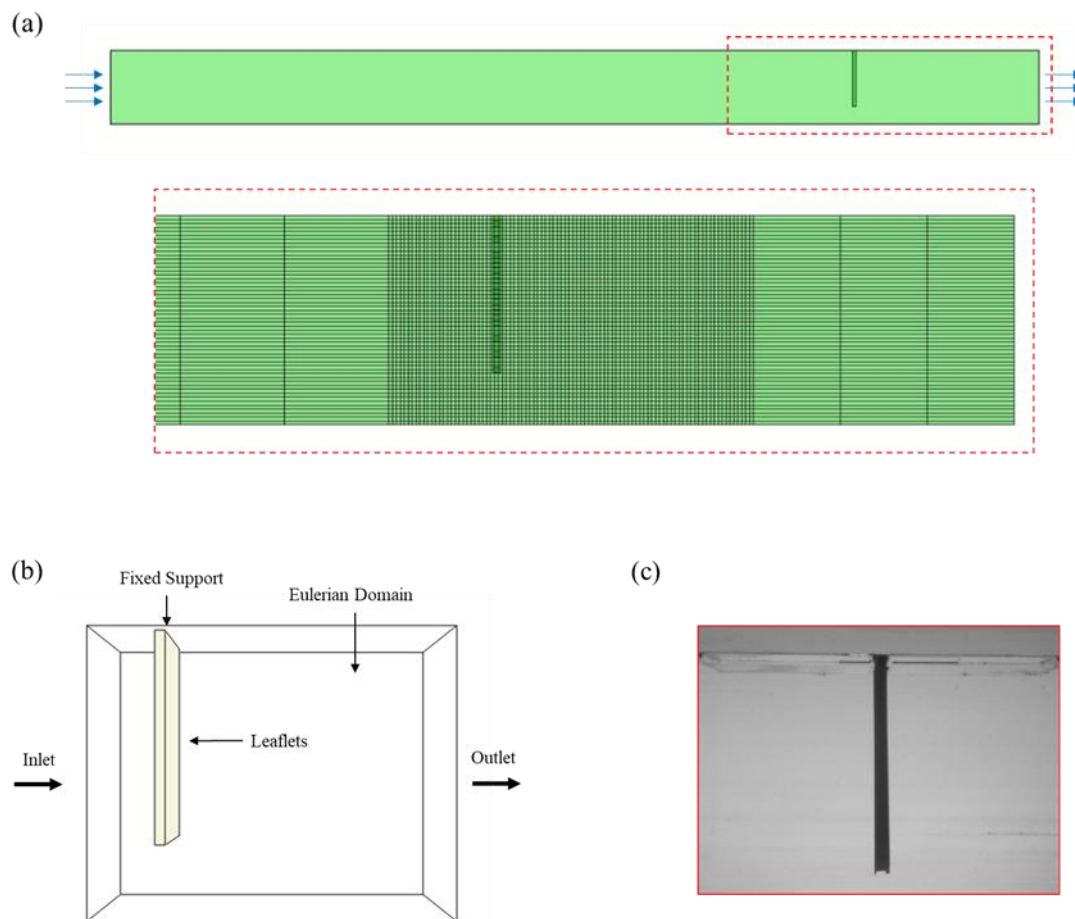 (a)
(b)
Fixed Support
Eulerian Domain
Leaflets
Inlet
Outlet
(c)